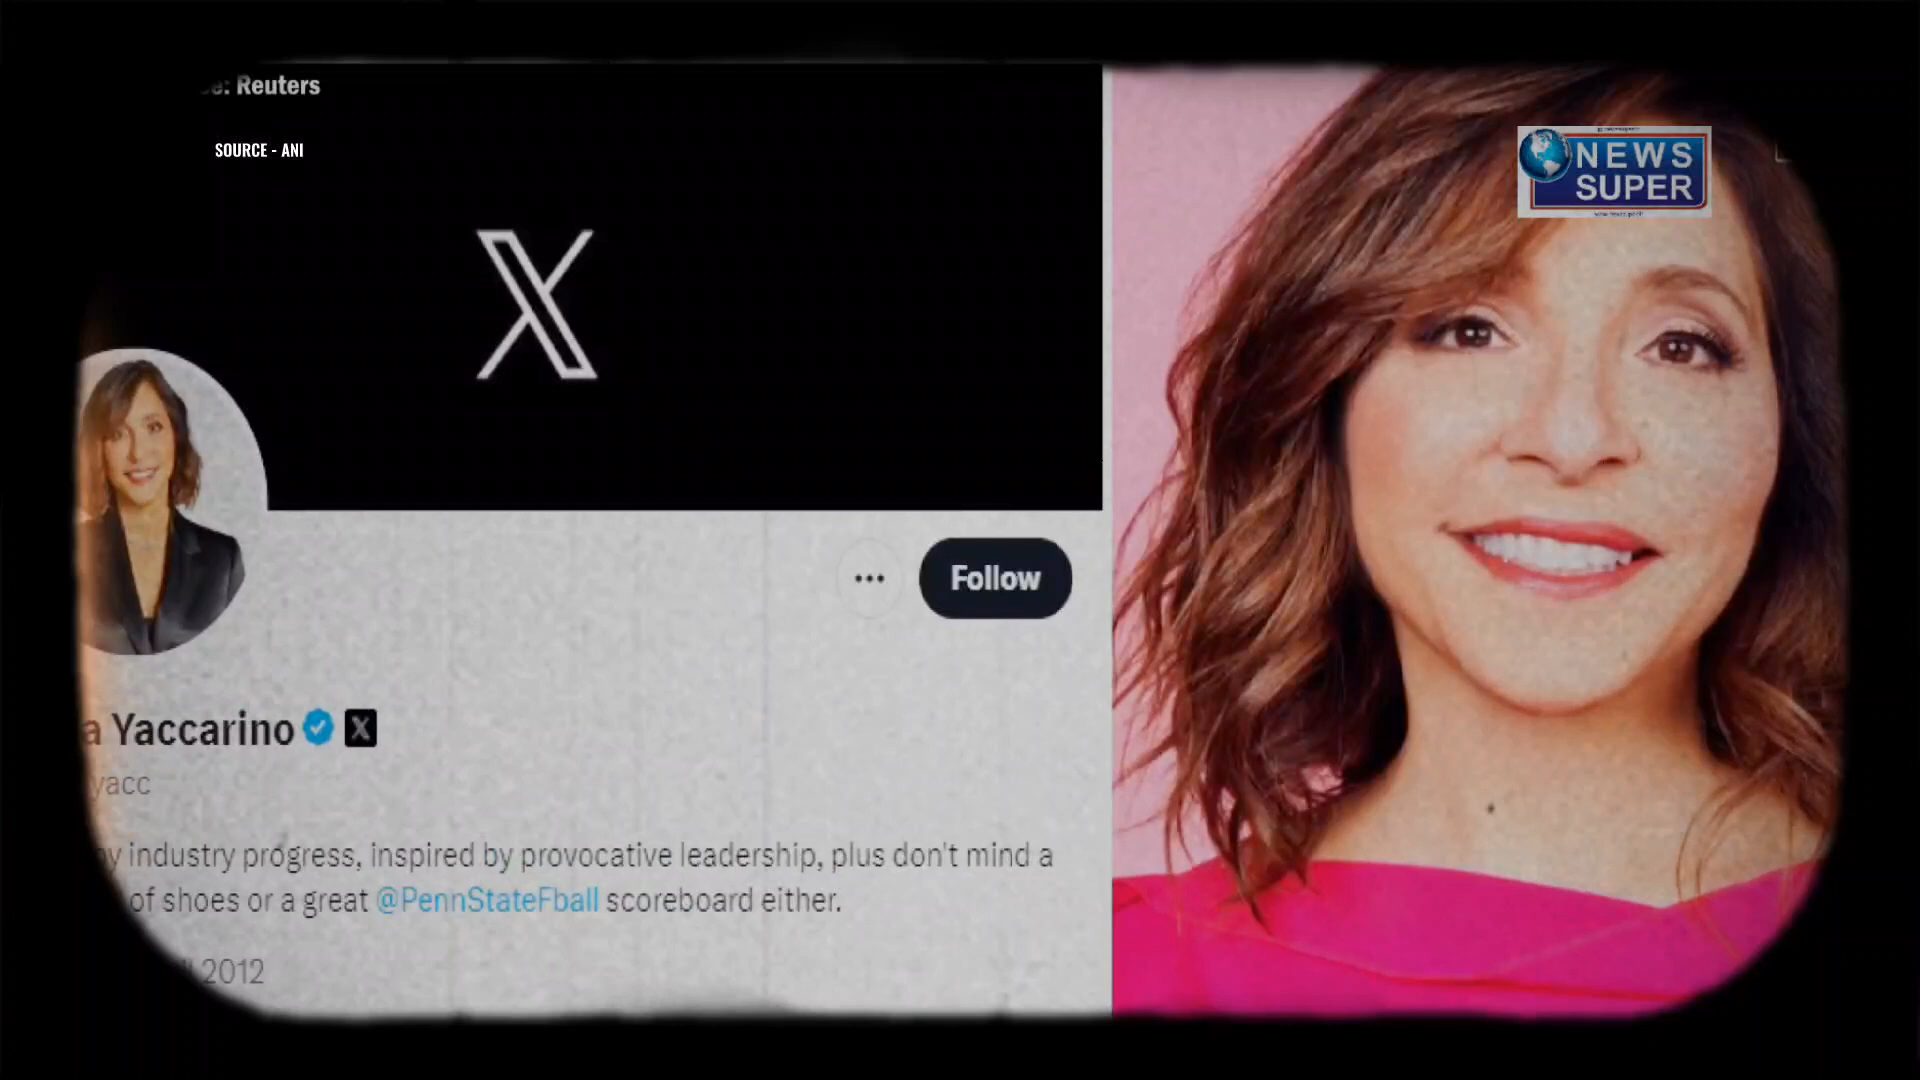 : Reuters
SOURCE - ANI
NEWS
SUPER
Follow
a Yaccarino
yacc
y industry progress, inspired by provocative leadership, plus don't mind a
of shoes or a great @PennStateFball scoreboard either.
2012